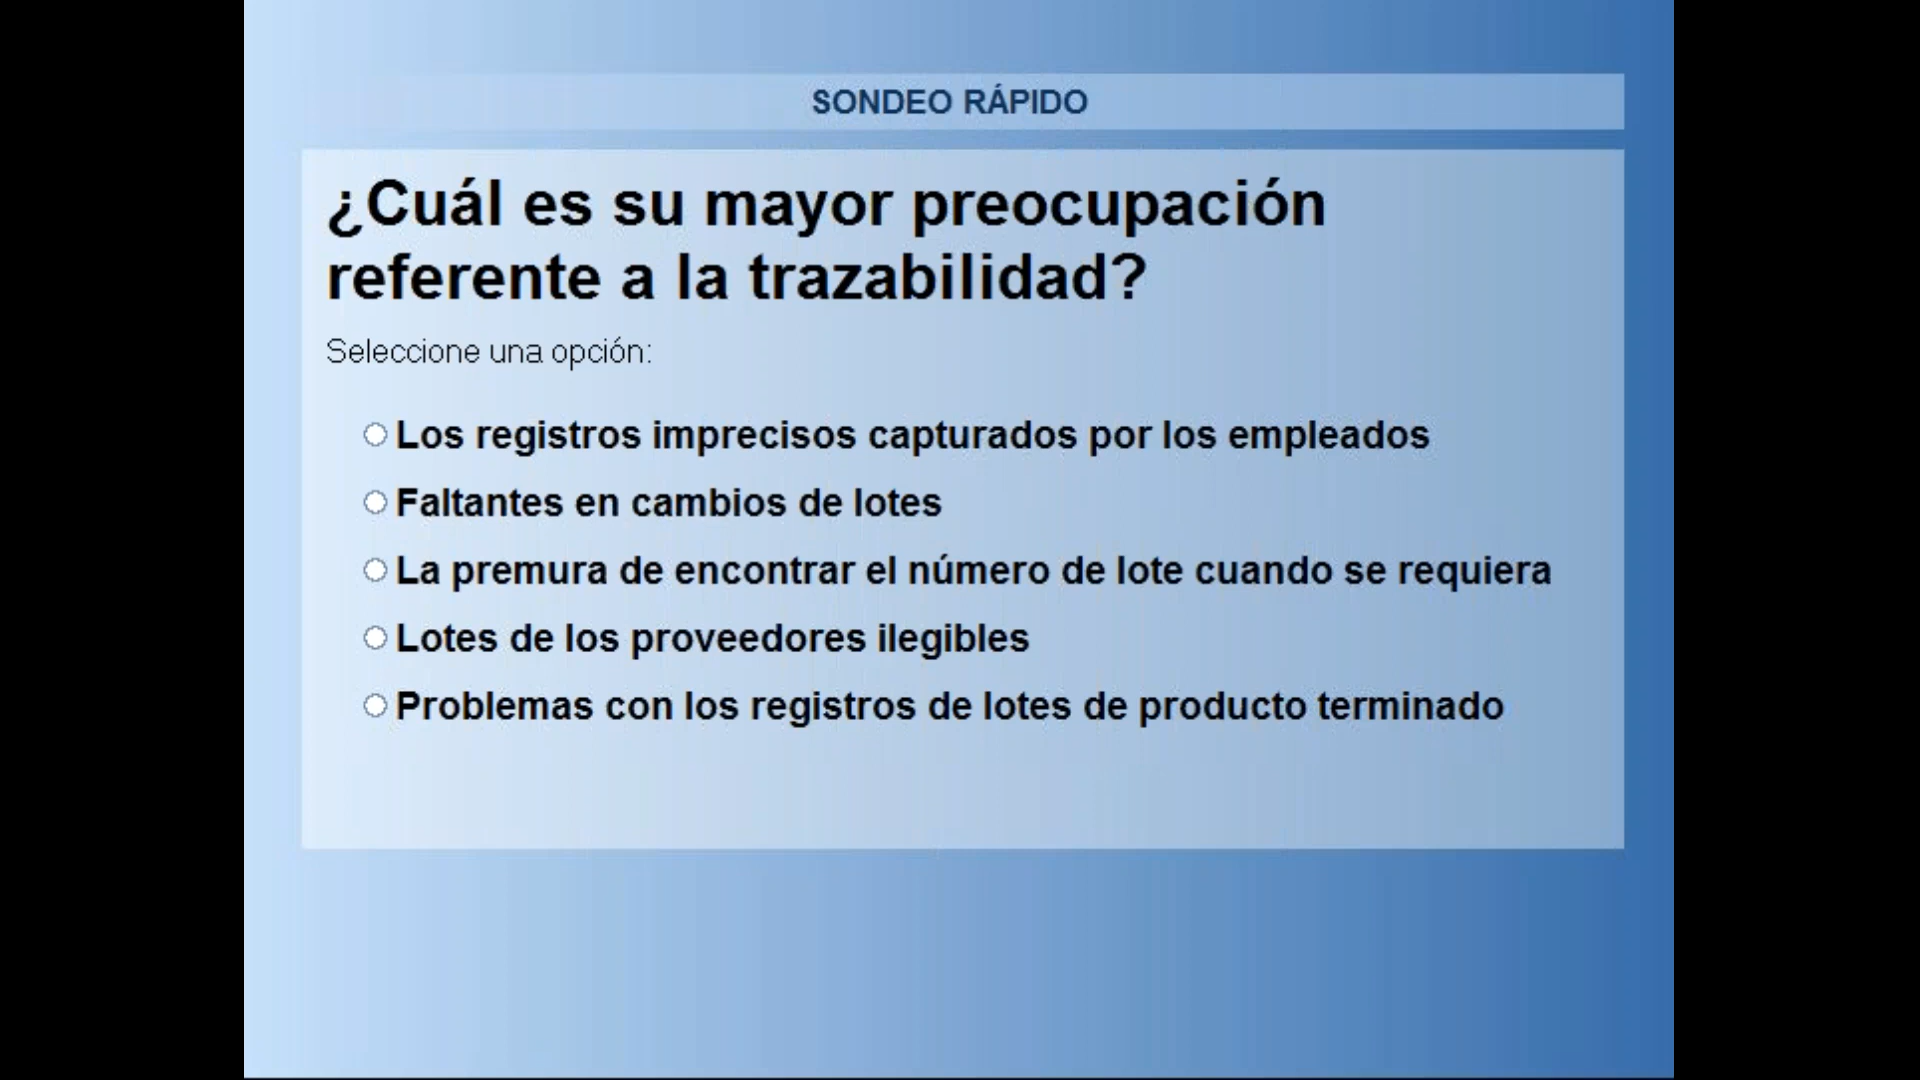 SONDEO RÁPIDO
¿Cuál es su mayor preocupación
referente a la trazabilidad?
Seleccione una opción:
Los registros imprecisos capturados por los empleados
Faltantes en cambios de lotes
La premura de encontrar el número de lote cuando se requiera
Lotes de los proveedores ilegibles
Problemas con los registros de lotes de producto terminado